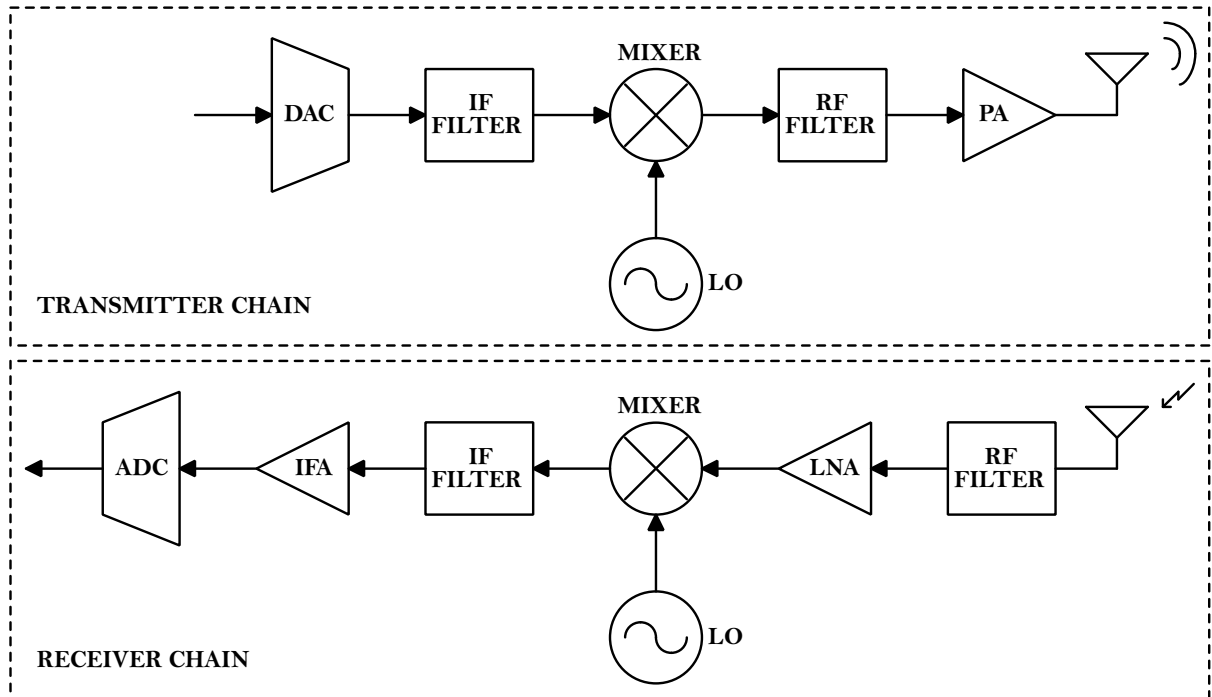 MIXER
DAC
IF
FILTER
RF
FILTER
PA
LO
TRANSMITTER CHAIN
MIXER
ADC
IFA
IF
FILTER
LNA
RF
FILTER
LO
RECEIVER CHAIN